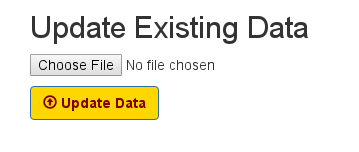 Update Existing Data
Choose File No file chosen
Update Data